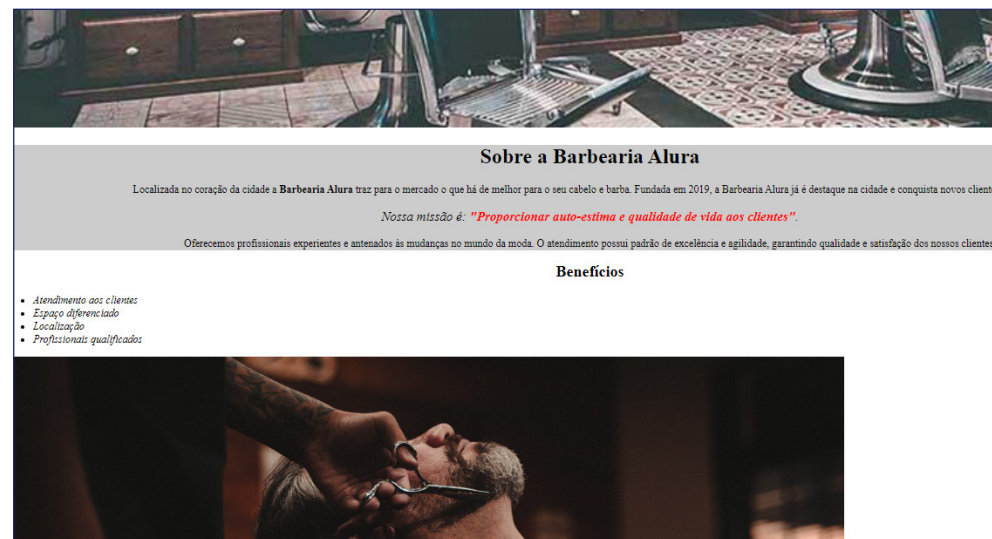 Sobre a Barbearia Alura
Localizada no coração da cidade a Barbearia Alura traz para o mercado o que há de melhor para o seu cabelo e barba. Fundada em 2019, a Barbearia Alura já é destaque na cidade e conquista novos
Nossa missão é: "Proporcionar auto-estima e qualidade de vida aos clientes".
Oferecemos profissionais experientes e antenados às mudanças no mundo da moda. O atendimento possui padrão de excelência e agilidade, garantindo qualidade e satisfação dos nossos clientes
Benefícios
Atendimento aos clientes
Espaço diferenciado
Localização
Profissionais qualificados